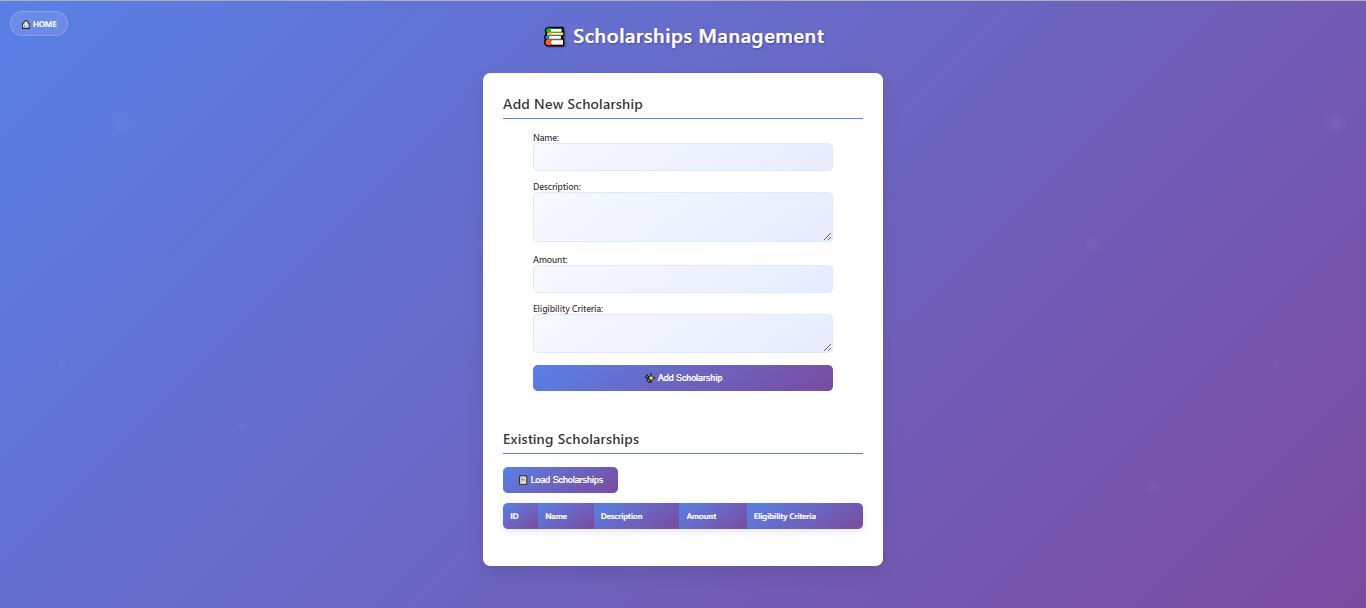 HOME
Scholarships Management
Add New Scholarship
Name:
Description:
Amount:
Eligibility Criteria:
Add Scholarship
Existing Scholarships
Load Scholarships
ID Name Description Amount Eligibility Criteria